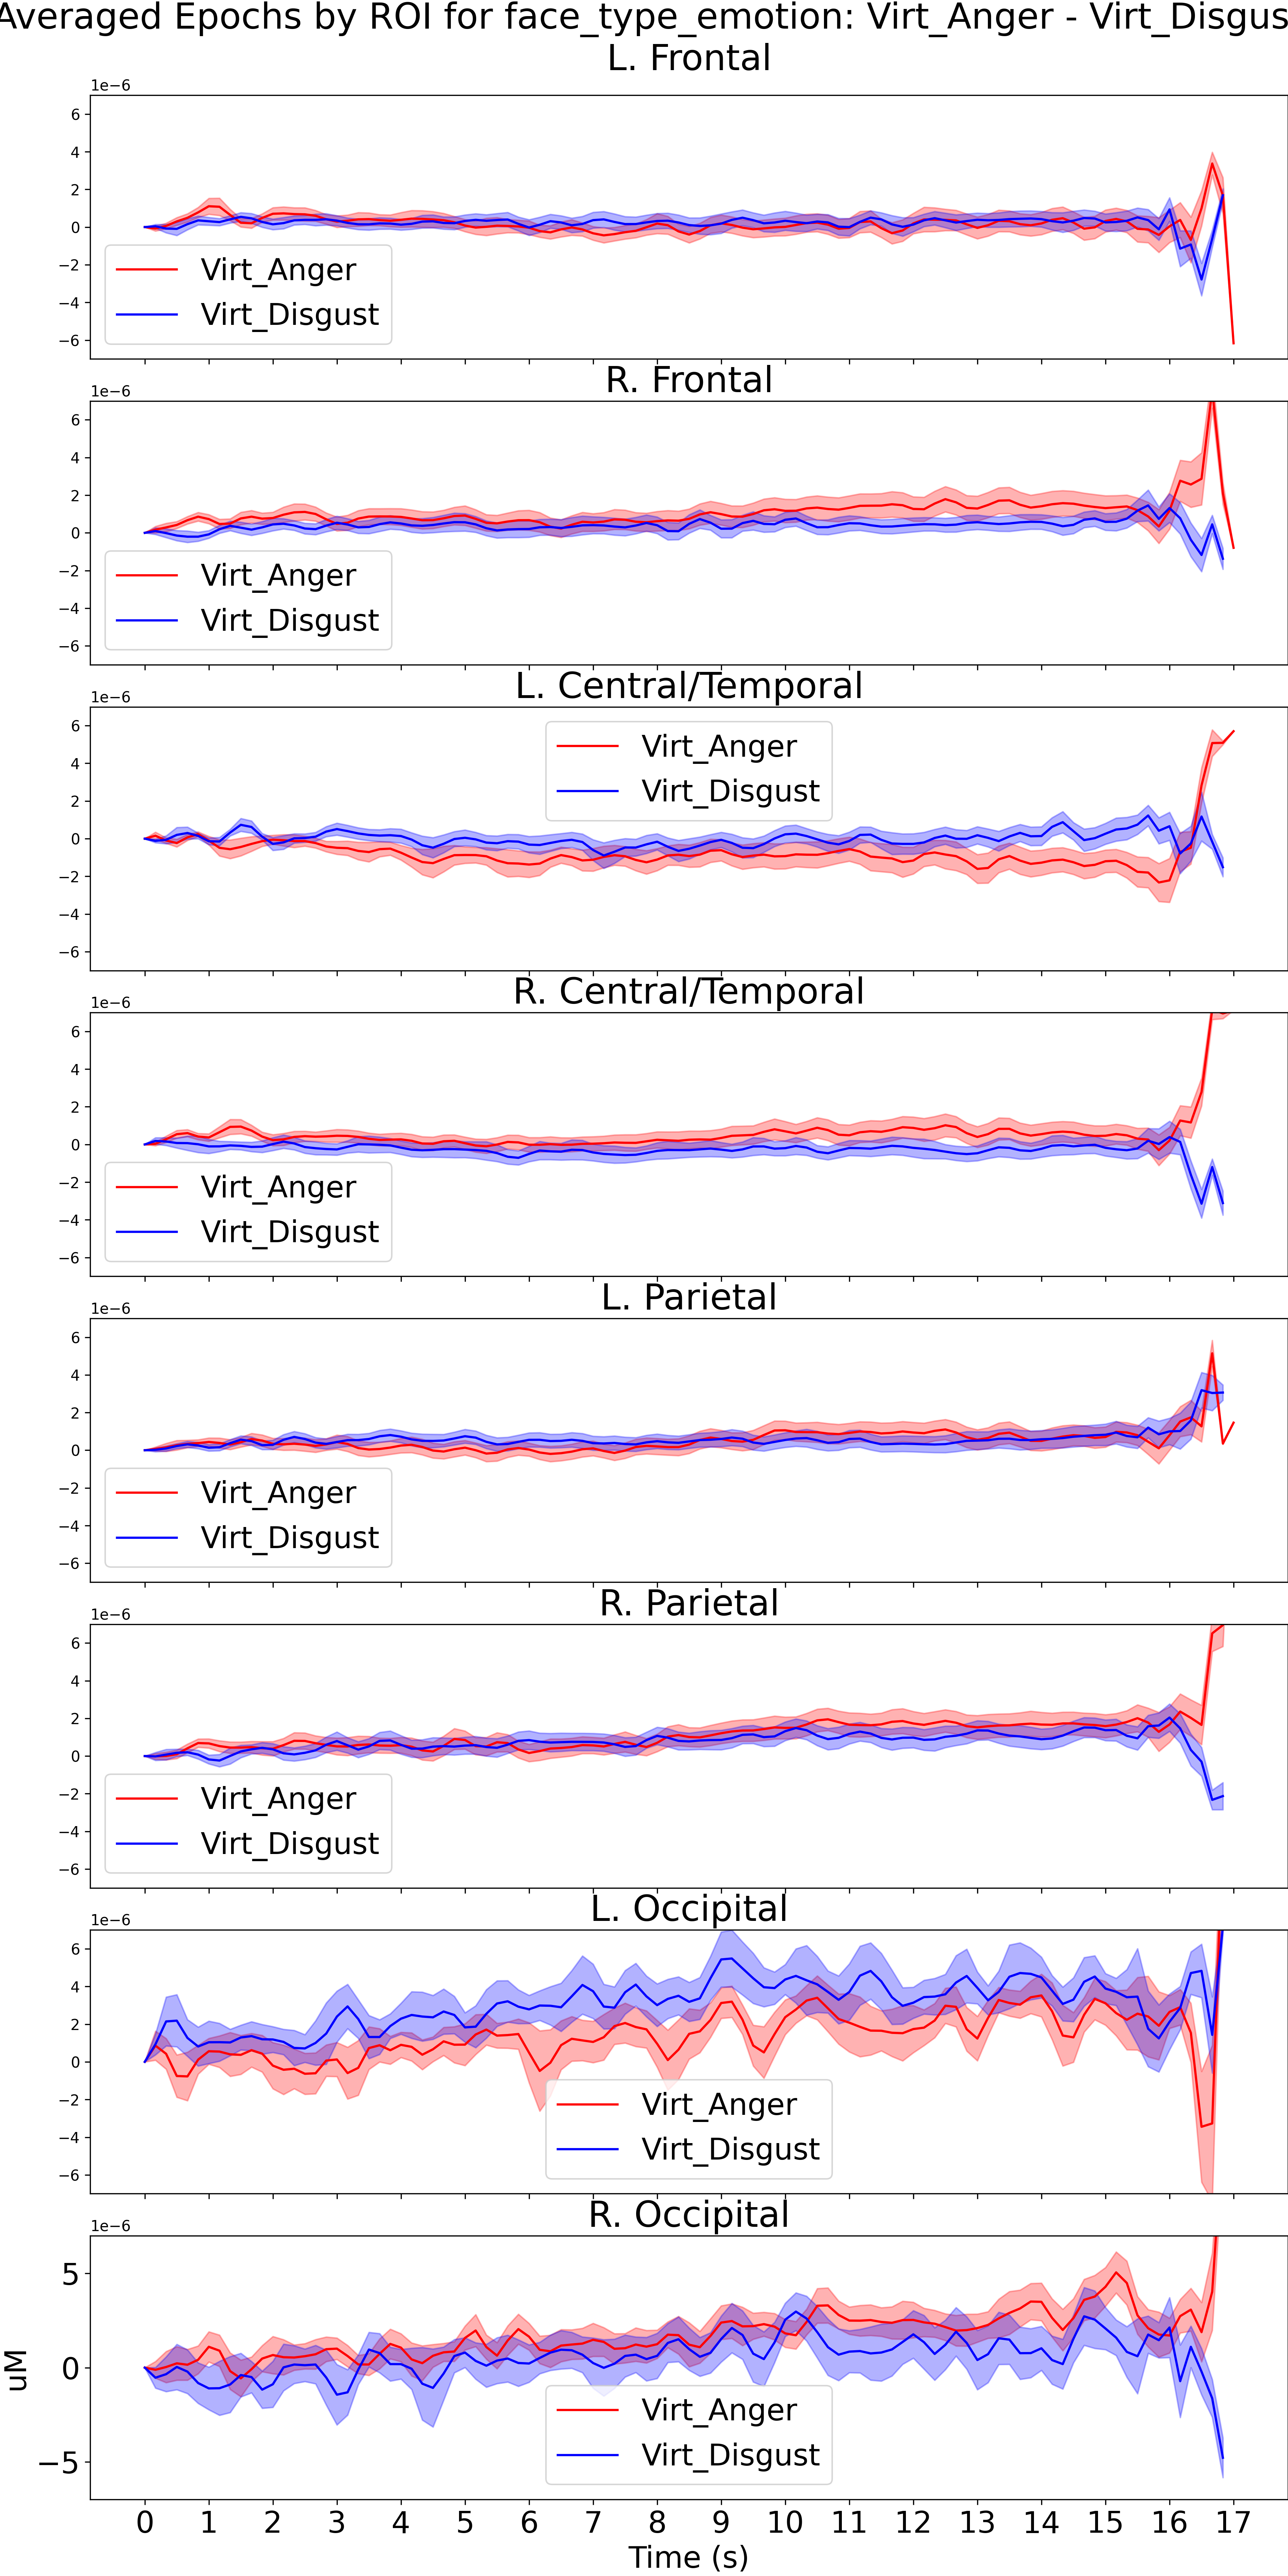 Averaged Epochs by ROI for face_type_emotion: Virt_Anger - Virt_Disgus
L. Frontal
1e−6
6
4
2
0
−2
−4
−6
Virt_Anger
Virt_Disgust
R. Frontal
1e−6
6
4
2
0
−2
−4
−6
Virt_Anger
Virt_Disgust
L. Central/Temporal
1e−6
6
4
2
0
−2
−4
−6
Virt_Anger
Virt_Disgust
R. Central/Temporal
1e−6
6
4
2
0
−2
−4
−6
Virt_Anger
Virt_Disgust
L. Parietal
1e−6
6
4
2
0
−2
−4
−6
Virt_Anger
Virt_Disgust
R. Parietal
1e−6
6
4
2
0
−2
−4
−6
Virt_Anger
Virt_Disgust
L. Occipital
1e−6
6
4
2
0
−2
−4
−6
Virt_Anger
Virt_Disgust
R. Occipital
1e−6
5
0
−5
uM
Virt_Anger
Virt_Disgust
0 1 2 3 4 5 6 7 8 9 10 11 12 13 14 15 16 17
Time (s)